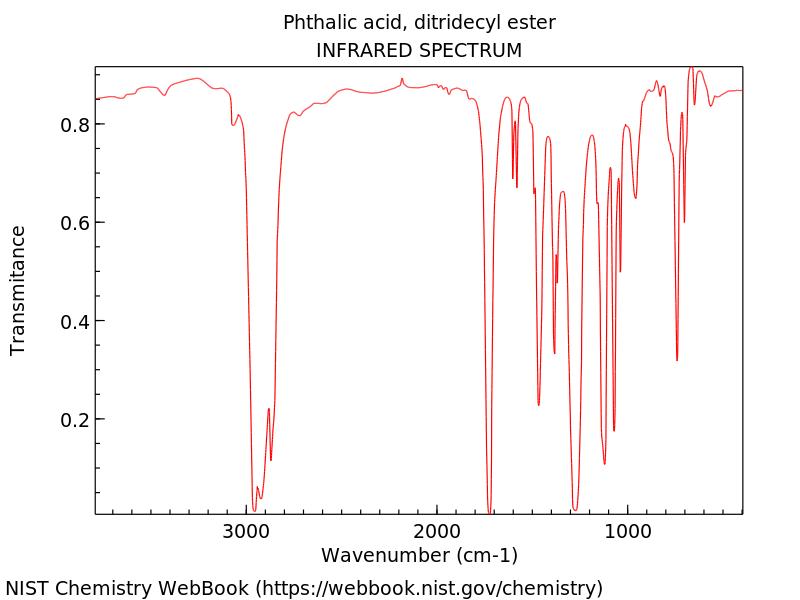 Phthalic acid, ditridecyl ester
INFRARED SPECTRUM
Transmitance
0.8
0.6
0.4
0.2
3000 2000 1000
Wavenumber (cm-1)
NIST Chemistry WebBook (https://webbook.nist.gov/chemistry)